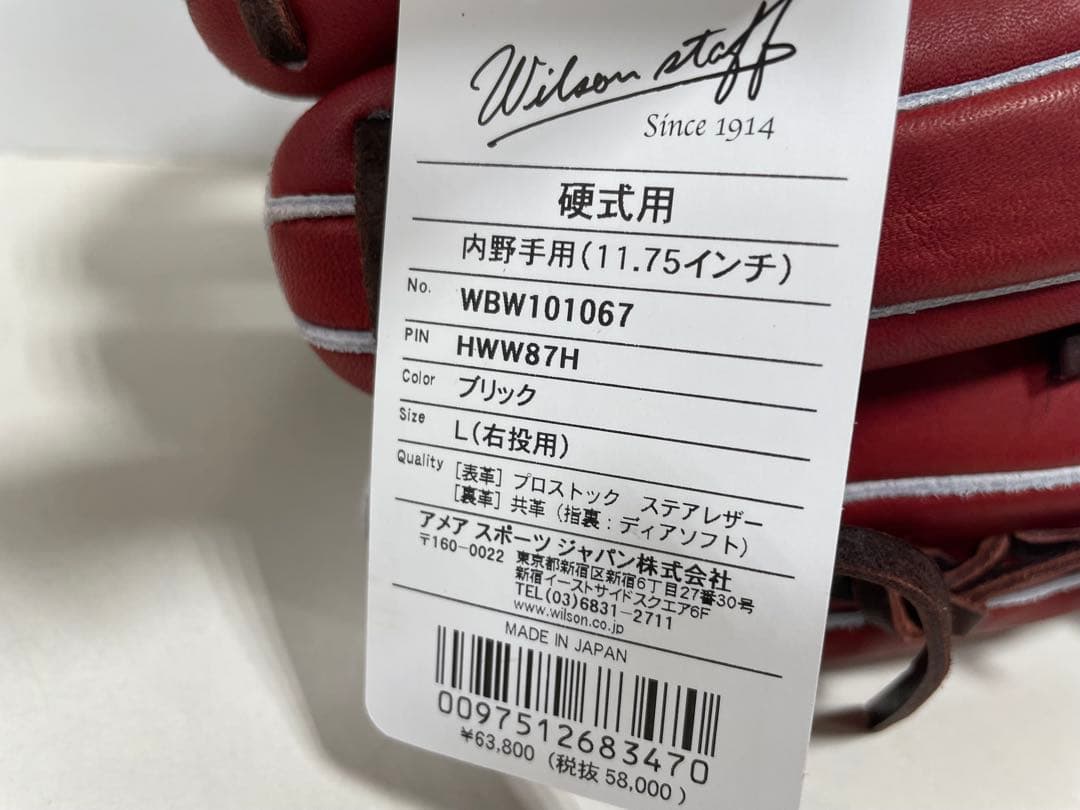 Wilson staff
Since 1914
硬式用
内野手用(11.75インチ)
No. WBW101067
PIN HWW87H
Color ブリック
Size L(右投用)
Quality [表革] プロストック ステアレザー
[裏革] 共革 (指裏:ディアソフト)
アメア スポーツ ジャパン株式会社
〒160-0022 東京都新宿区新宿6丁目27番30号
新宿イーストサイドスクエア6F
TEL(03)6831-2711
www.wilson.co.jp
MADE IN JAPAN
0097512683470
¥63,800 (税抜 58,000)